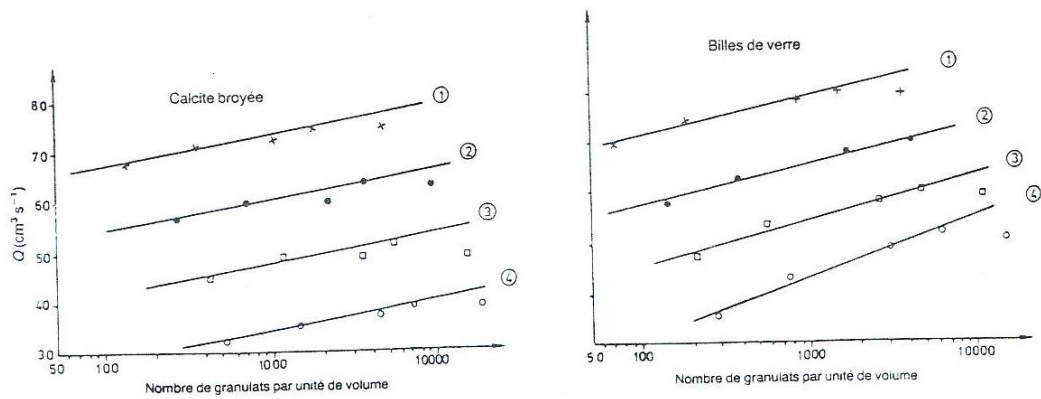 Calcite broyée
Q (cm³ s⁻¹)
80
70
60
50
40
30
50 100 1000 10000
Nombre de granulats par unité de volume
①
②
③
④
Billes de verre
①
②
③
④
50 100 1000 10000
Nombre de granulats par unité de volume